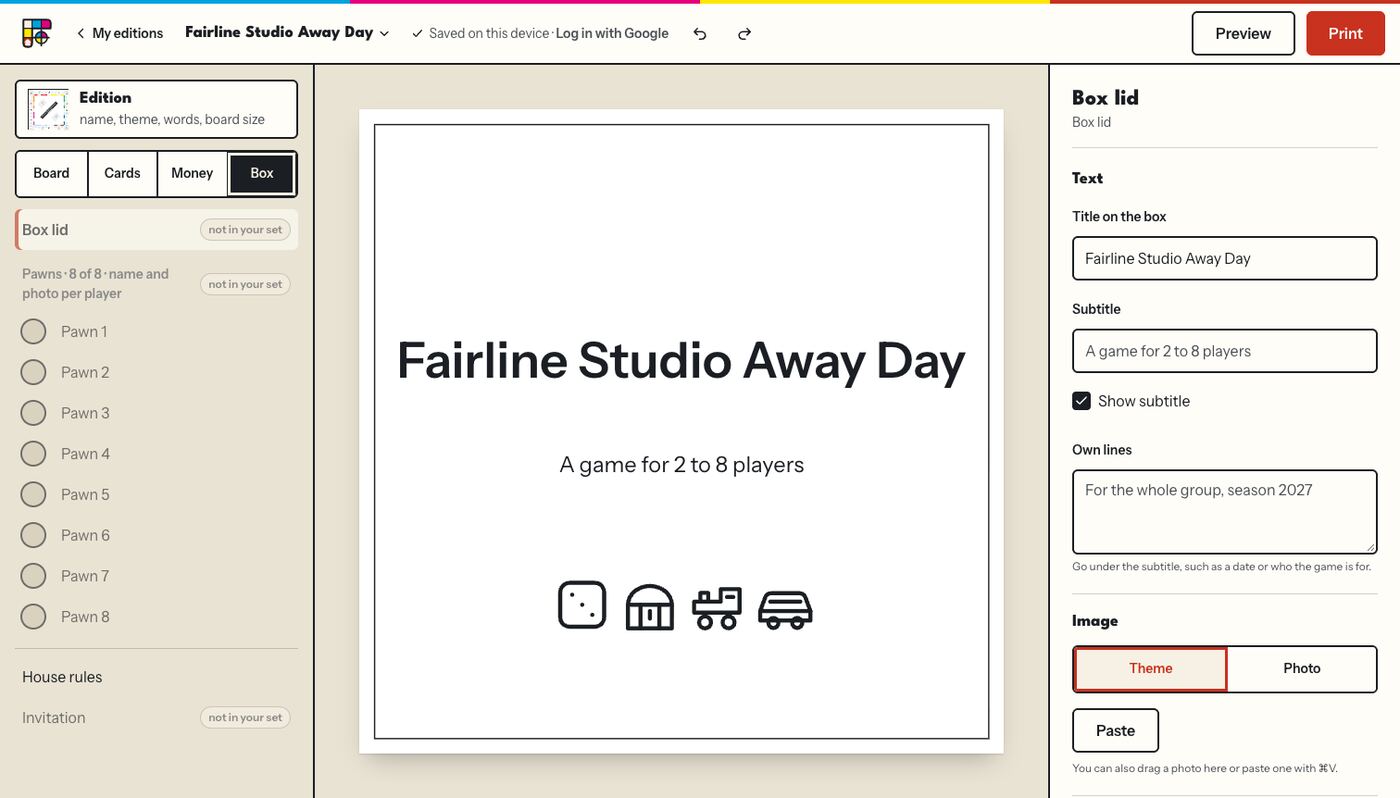 My editions
Fairline Studio Away Day
Saved on this device · Log in with Google
Preview
Print
Edition
name, theme, words, board size
Board
Cards
Money
Box
Box lid
not in your set
Pawns · 8 of 8 · name and
photo per player
not in your set
Pawn 1
Pawn 2
Pawn 3
Pawn 4
Pawn 5
Pawn 6
Pawn 7
Pawn 8
House rules
Invitation
not in your set
Fairline Studio Away Day
A game for 2 to 8 players
Box lid
Box lid
Text
Title on the box
Fairline Studio Away Day
Subtitle
A game for 2 to 8 players
Show subtitle
Own lines
For the whole group, season 2027
Go under the subtitle, such as a date or who the game is for.
Image
Theme
Photo
Paste
You can also drag a photo here or paste one with ⌘V.